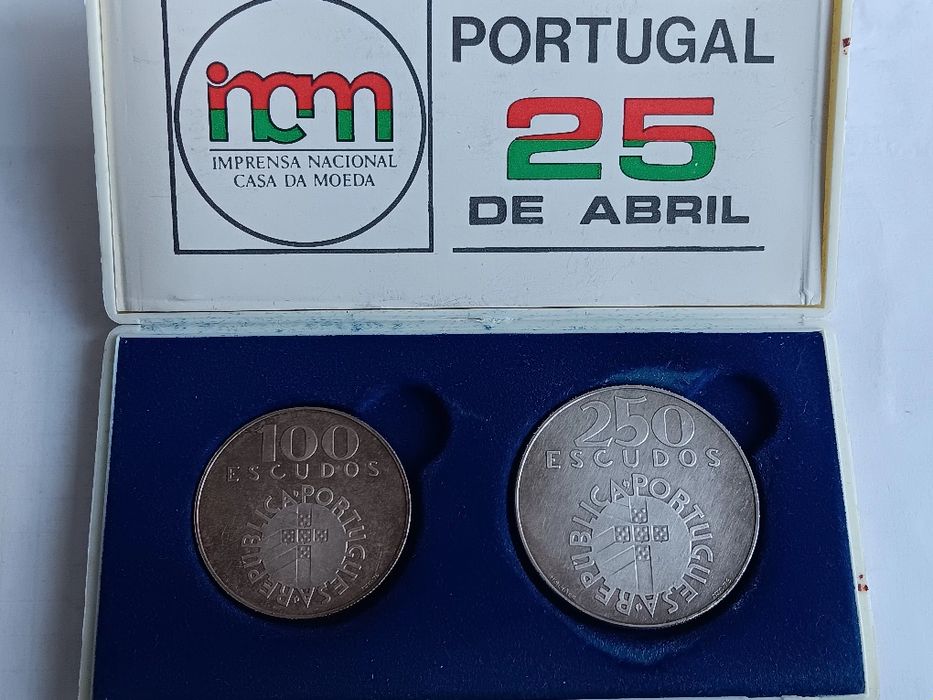 incm
IMPRENSA NACIONAL
CASA DA MOEDA
PORTUGAL
25
DE ABRIL
100
ESCUDOS
REPUBLICA·PORTUGUESA·
250
ESCUDOS
REPUBLICA·PORTUGUESA·